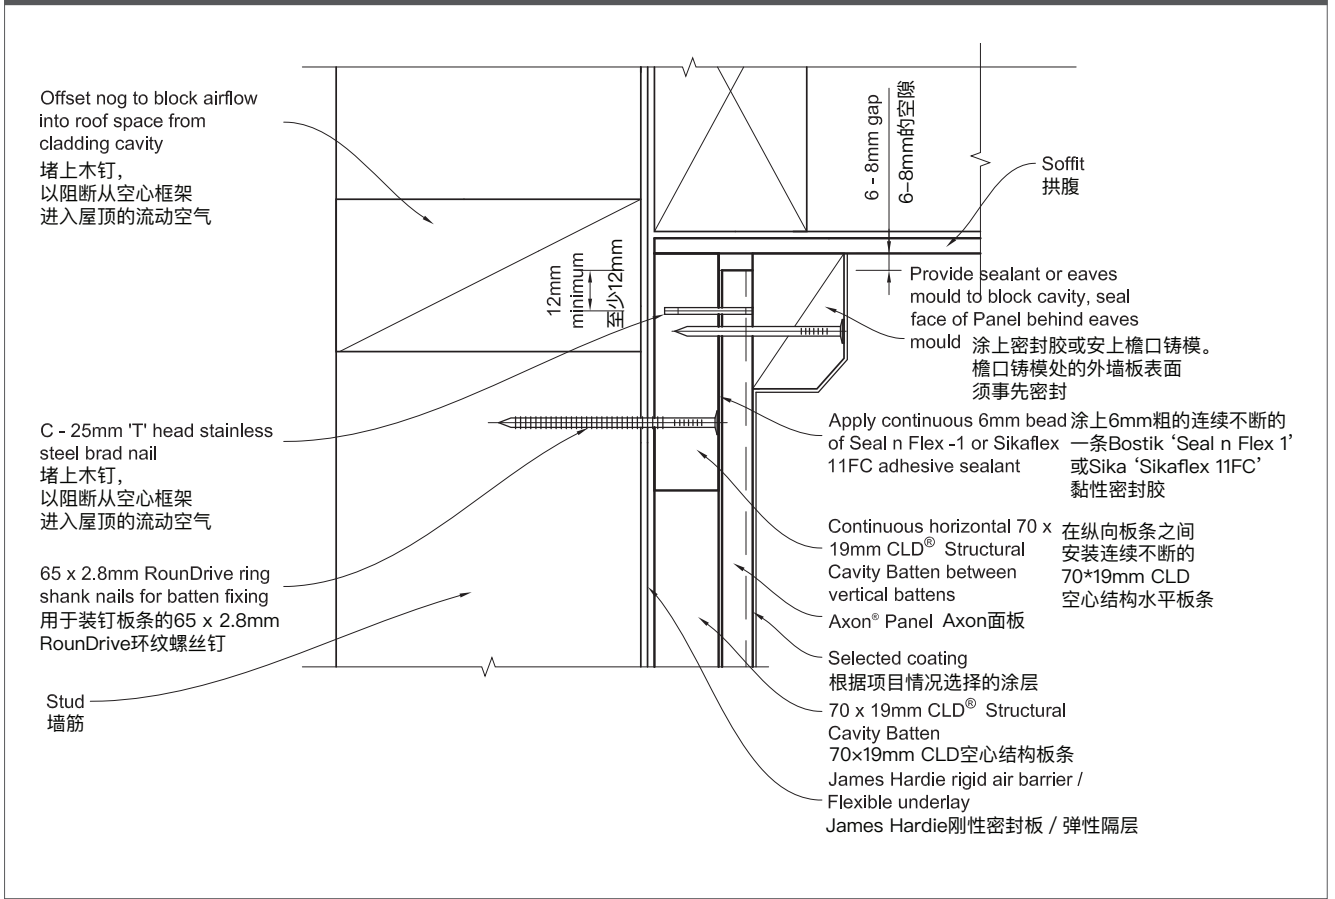 Offset nog to block airflow
into roof space from
cladding cavity
堵上木钉，
以阻断从空心框架
进入屋顶的流动空气
C - 25mm 'T' head stainless
steel brad nail
堵上木钉，
以阻断从空心框架
进入屋顶的流动空气
65 x 2.8mm RounDrive ring
shank nails for batten fixing
用于装钉板条的65 x 2.8mm
RounDrive环纹螺丝钉
Stud
墙筋
12mm
minimum
至少12mm
6 - 8mm gap
6–8mm的空隙
Soffit
拱腹
Provide sealant or eaves
mould to block cavity, seal
face of Panel behind eaves
mould
涂上密封胶或安上檐口铸模。
檐口铸模处的外墙板表面
须事先密封
Apply continuous 6mm bead
of Seal n Flex -1 or Sikaflex
11FC adhesive sealant
涂上6mm粗的连续不断的
一条Bostik ‘Seal n Flex 1’
或Sika ‘Sikaflex 11FC’
黏性密封胶
Continuous horizontal 70 x
19mm CLD® Structural
Cavity Batten between
vertical battens
在纵向板条之间
安装连续不断的
70*19mm CLD
空心结构水平板条
Axon® Panel Axon面板
Selected coating
根据项目情况选择的涂层
70 x 19mm CLD® Structural
Cavity Batten
70×19mm CLD空心结构板条
James Hardie rigid air barrier /
Flexible underlay
James Hardie刚性密封板 / 弹性隔层